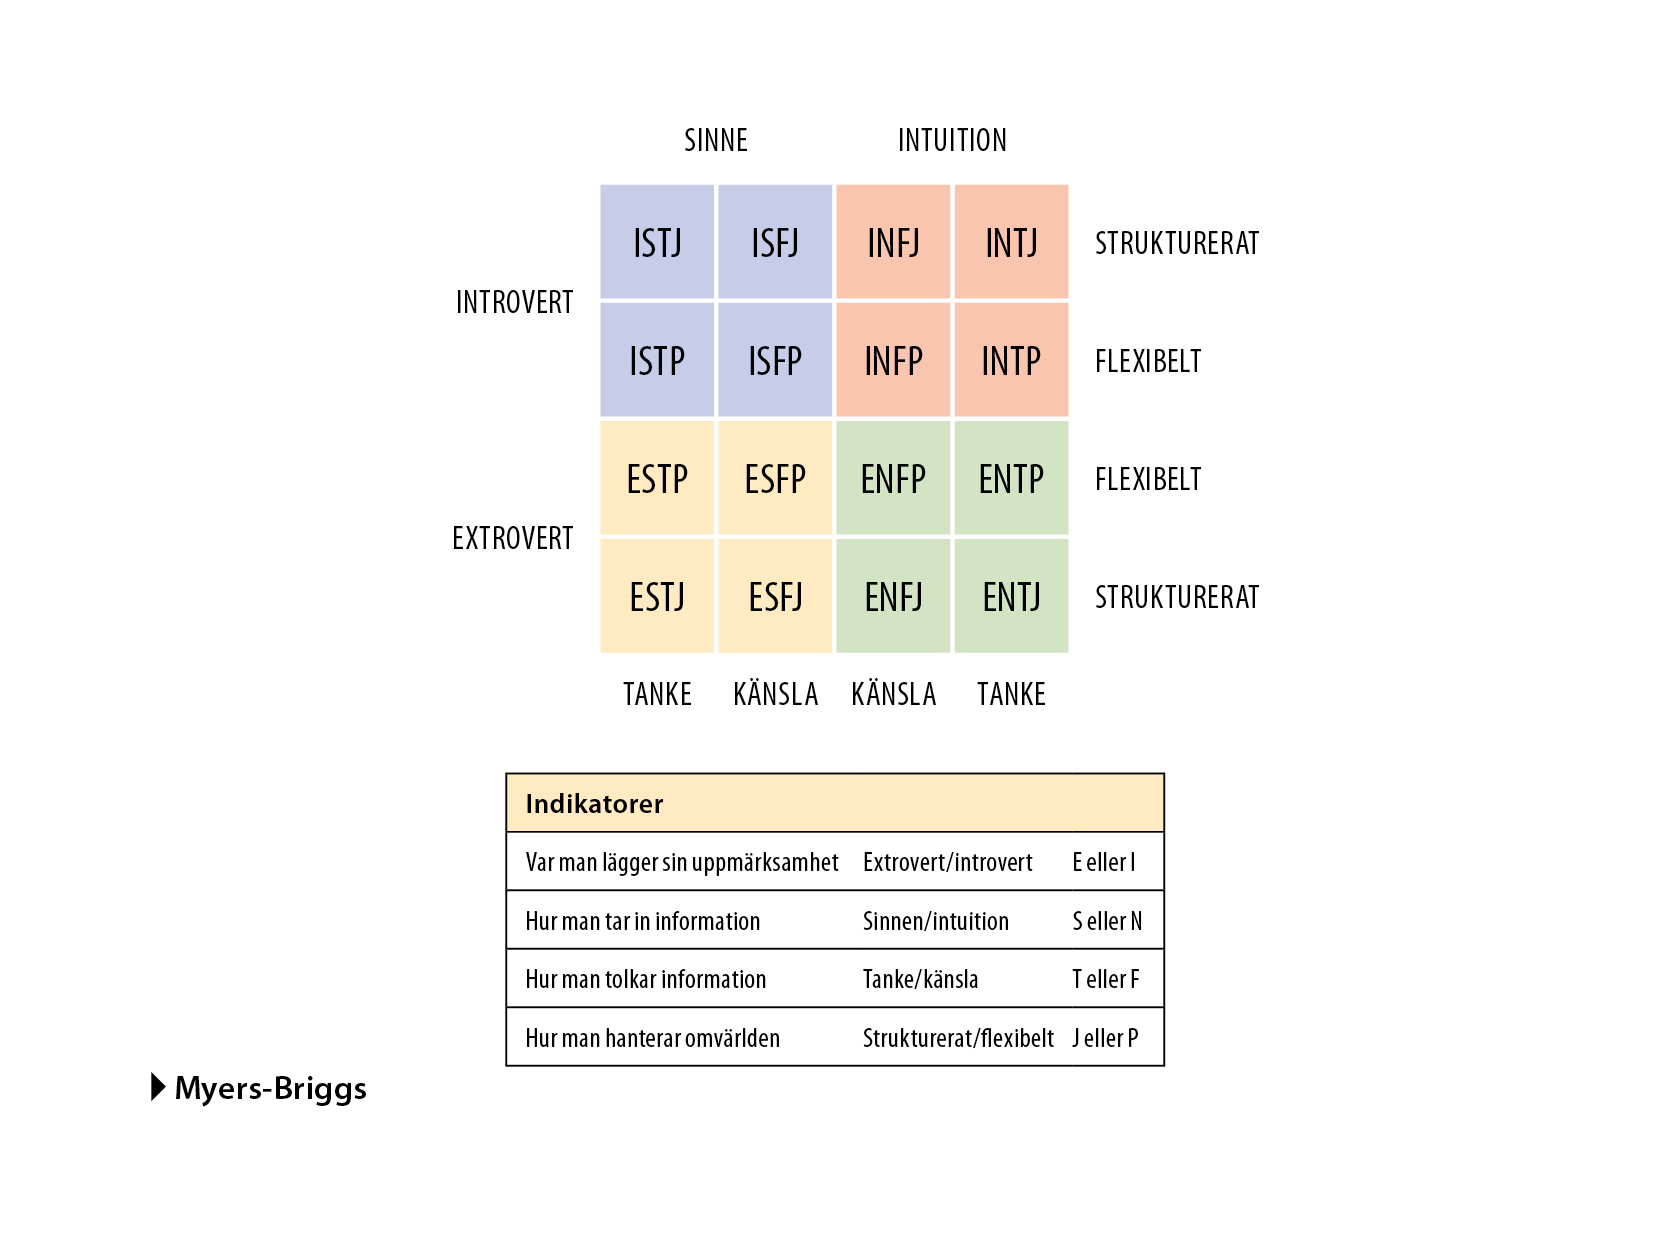 SINNE INTUITION
ISTJ ISFJ INFJ INTJ STRUKTURERAT
INTROVERT
ISTP ISFP INFP INTP FLEXIBELT
ESTP ESFP ENFP ENTP FLEXIBELT
EXTROVERT
ESTJ ESFJ ENFJ ENTJ STRUKTURERAT
TANKE KÄNSLA KÄNSLA TANKE
Indikatorer
Var man lägger sin uppmärksamhet Extrovert/introvert E eller I
Hur man tar in information Sinnen/intuition S eller N
Hur man tolkar information Tanke/känsla T eller F
Hur man hanterar omvärlden Strukturerat/flexibelt J eller P
Myers-Briggs